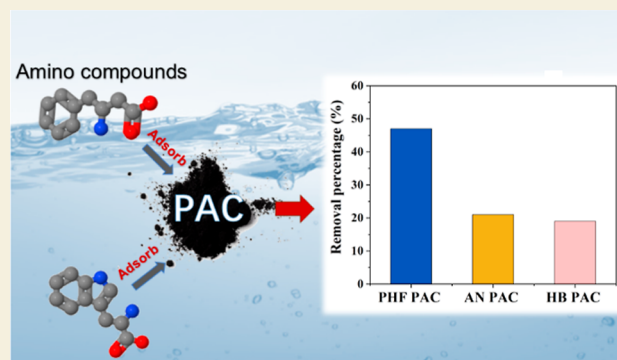 Amino compounds
Adsorb
PAC
Adsorb
Removal percentage (%)
60
50
40
30
20
10
0
PHF PAC
AN PAC
HB PAC